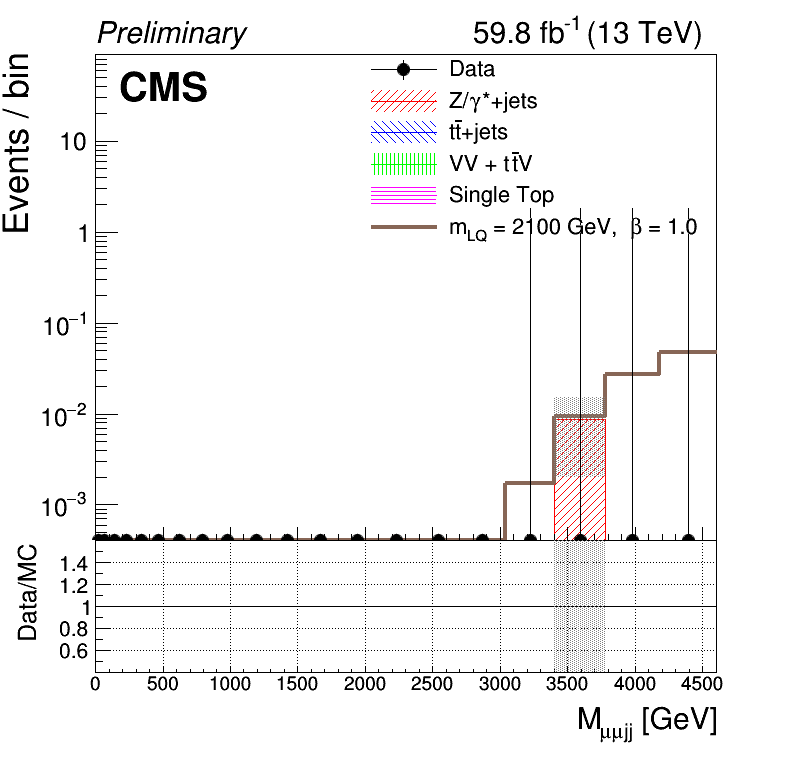 Preliminary 59.8 fb⁻¹ (13 TeV)
CMS
Data
Z/γ*+jets
tt̄+jets
VV + tt̄V
Single Top
m_LQ = 2100 GeV, β = 1.0
Events / bin
10
1
10⁻¹
10⁻²
10⁻³
Data/MC
1.4
1.2
1
0.8
0.6
0 500 1000 1500 2000 2500 3000 3500 4000 4500
M_μμjj [GeV]